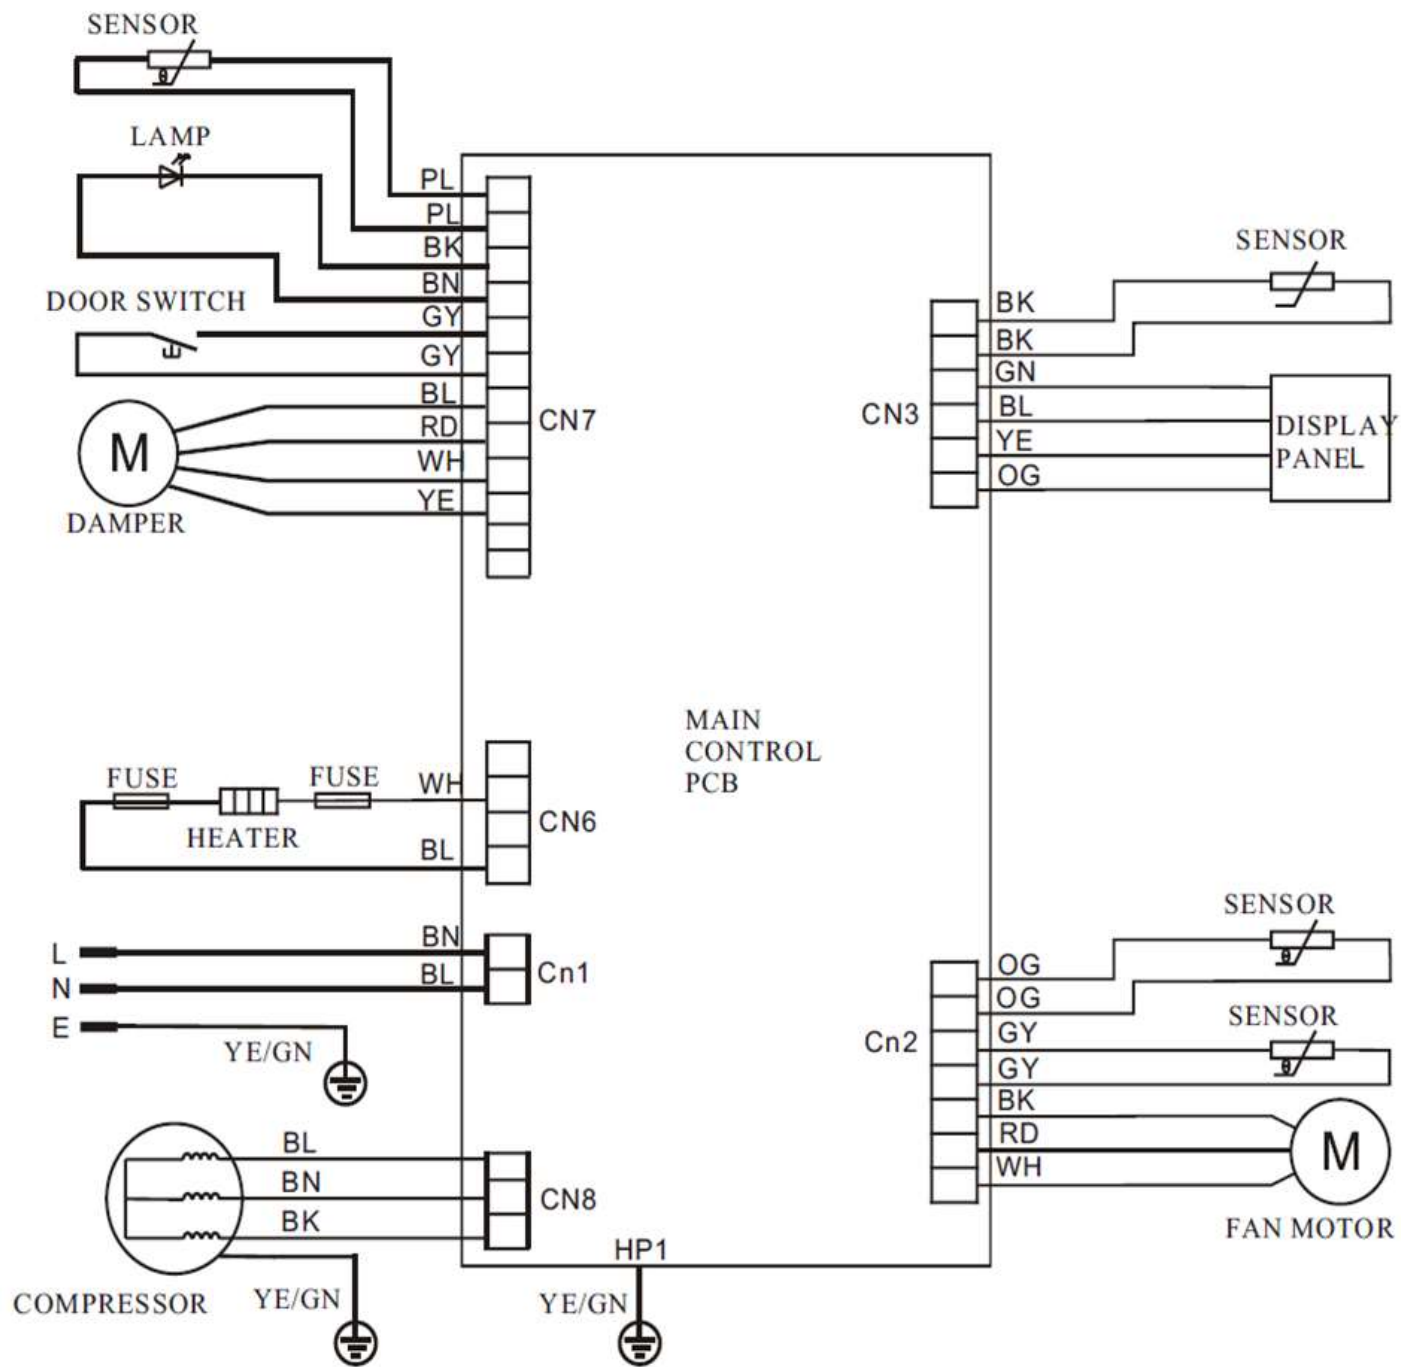 SENSOR
LAMP
PL
PL
BK
BN
DOOR SWITCH
GY
GY
BL
RD
WH
YE
M
DAMPER
CN7
SENSOR
BK
BK
GN
BL
YE
OG
CN3
DISPLAY
PANEL
MAIN
CONTROL
PCB
FUSE
FUSE
HEATER
WH
BL
CN6
L
N
E
BN
BL
Cn1
YE/GN
SENSOR
OG
OG
SENSOR
GY
GY
BK
RD
WH
Cn2
M
FAN MOTOR
BL
BN
BK
CN8
COMPRESSOR
YE/GN
HP1
YE/GN